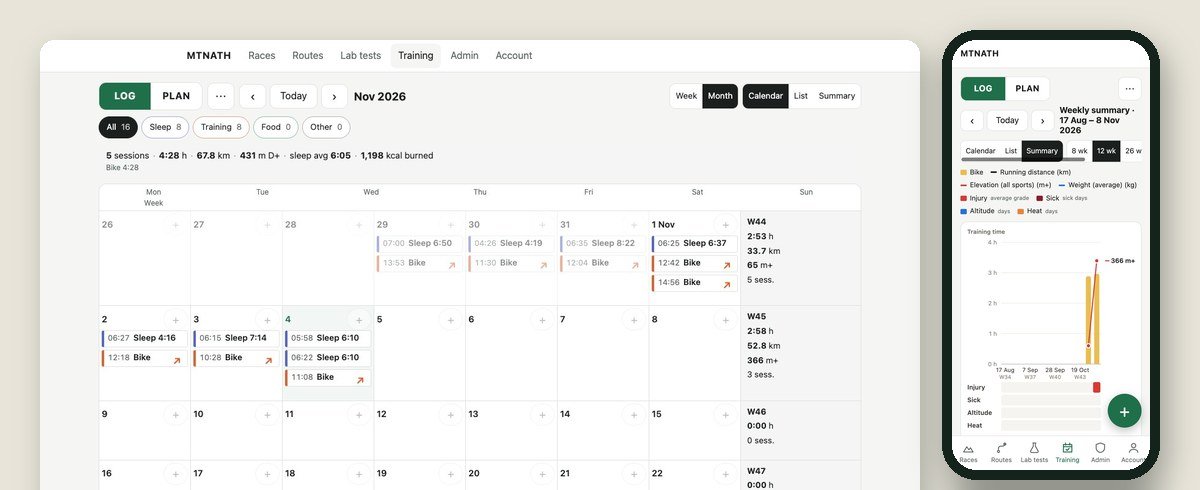 MTNATH Races Routes Lab tests Training Admin Account
LOG PLAN ··· ‹ Today › Nov 2026 Week Month Calendar List Summary
All 16 Sleep 8 Training 8 Food 0 Other 0
5 sessions · 4:28 h · 67.8 km · 431 m D+ · sleep avg 6:05 · 1,198 kcal burned
Bike 4:28
Mon Tue Wed Thu Fri Sat Sun
Week
26 + 27 + 28 + 29 + 30 + 31 + 1 Nov + W44
07:00 Sleep 6:50 04:26 Sleep 4:19 06:35 Sleep 8:22 06:25 Sleep 6:37 2:53 h
13:53 Bike 11:30 Bike 12:04 Bike 12:42 Bike 33.7 km
14:56 Bike 65 m+
5 sess.
2 + 3 + 4 + 5 + 6 + 7 + 8 + W45
06:27 Sleep 4:16 06:15 Sleep 7:14 05:58 Sleep 6:10 2:58 h
12:18 Bike 10:28 Bike 06:22 Sleep 6:10 52.8 km
11:08 Bike 366 m+
3 sess.
9 + 10 + 11 + 12 + 13 + 14 + 15 + W46
0:00 h
0 sess.
16 + 17 + 18 + 19 + 20 + 21 + 22 + W47
0:00 h
MTNATH
LOG PLAN ···
‹ Today › Weekly summary ·
17 Aug – 8 Nov
2026
Calendar List Summary 8 wk 12 wk 26 w
Bike Running distance (km)
Elevation (all sports) (m+) Weight (average) (kg)
Injury average grade Sick sick days
Altitude days Heat days
Training time
4 h
366 m+
3 h
2 h
1 h
0 h
17 Aug 7 Sep 28 Sep 19 Oct
W34 W37 W40 W43
Injury
Sick
Altitude
Heat
+
Races Routes Lab tests Training Admin Account